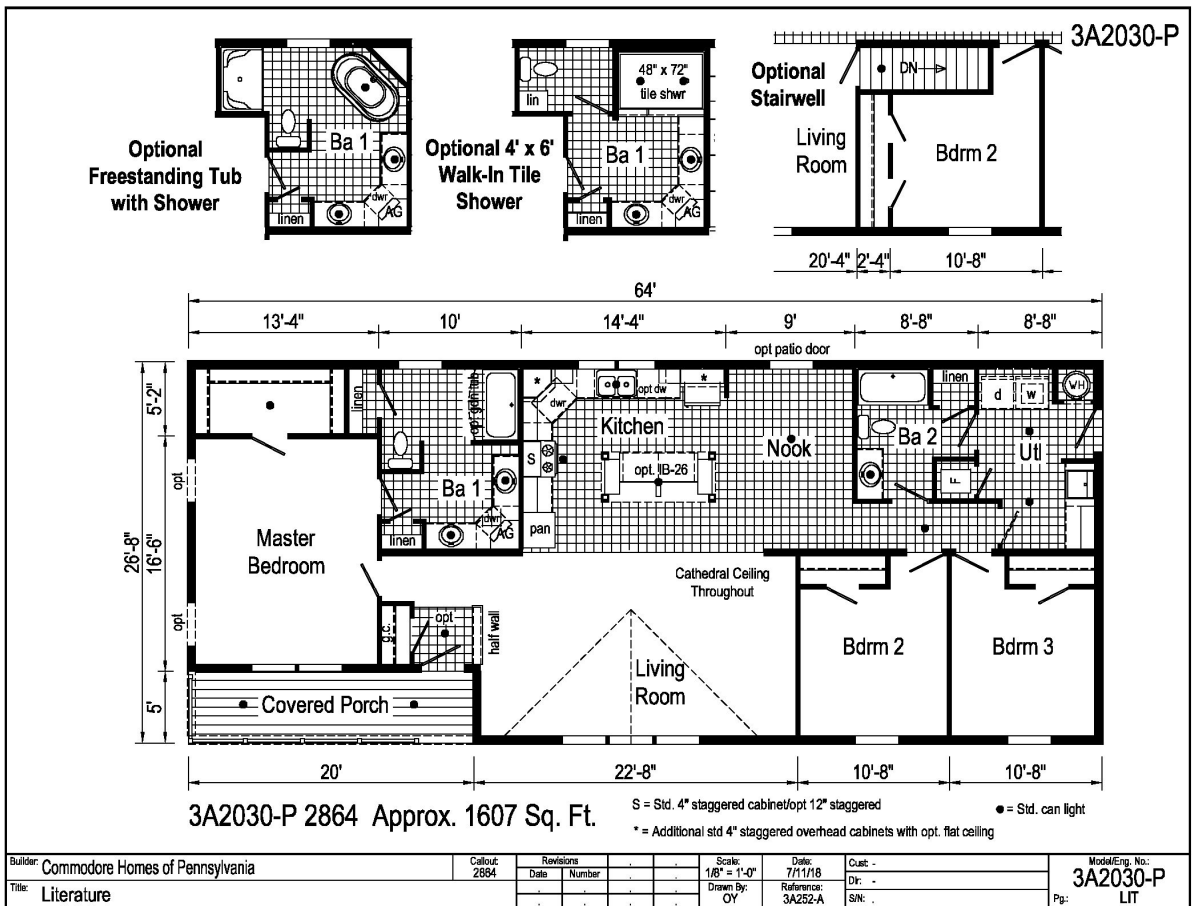 3A2030-P
Optional
Freestanding Tub
with Shower
Ba 1
linen
dwr
AG
Optional 4' x 6'
Walk-In Tile
Shower
48" x 72"
tile shwr
lin
Ba 1
linen
dwr
AG
Optional
Stairwell
DN
Living
Room
Bdrm 2
20'-4"
2'-4"
10'-8"
64'
13'-4"
10'
14'-4"
9'
8'-8"
8'-8"
opt patio door
26'-8"
5'-2"
16'-6"
5'
linen
opt gdn tub
*
dwr
opt dw
*
Kitchen
Nook
linen
d
w
WH
Ba 2
Utl
S
opt. IB-26
F
opt
Ba 1
dwr
AG
linen
pan
Master
Bedroom
opt
Cathedral Ceiling
Throughout
g.c.
opt
half wall
Living
Room
Bdrm 2
Bdrm 3
Covered Porch
20'
22'-8"
10'-8"
10'-8"
3A2030-P 2864 Approx. 1607 Sq. Ft.
S = Std. 4" staggered cabinet/opt 12" staggered
● = Std. can light
* = Additional std 4" staggered overhead cabinets with opt. flat ceiling
Builder: Commodore Homes of Pennsylvania
Callout: 2864
Revisions
Date Number
Scale: 1/8" = 1'-0"
Date: 7/11/18
Cust: -
Model/Eng. No.: 3A2030-P
Title: Literature
Drawn By: OY
Reference: 3A252-A
Dlr: -
S/N: .
Pg.: LIT